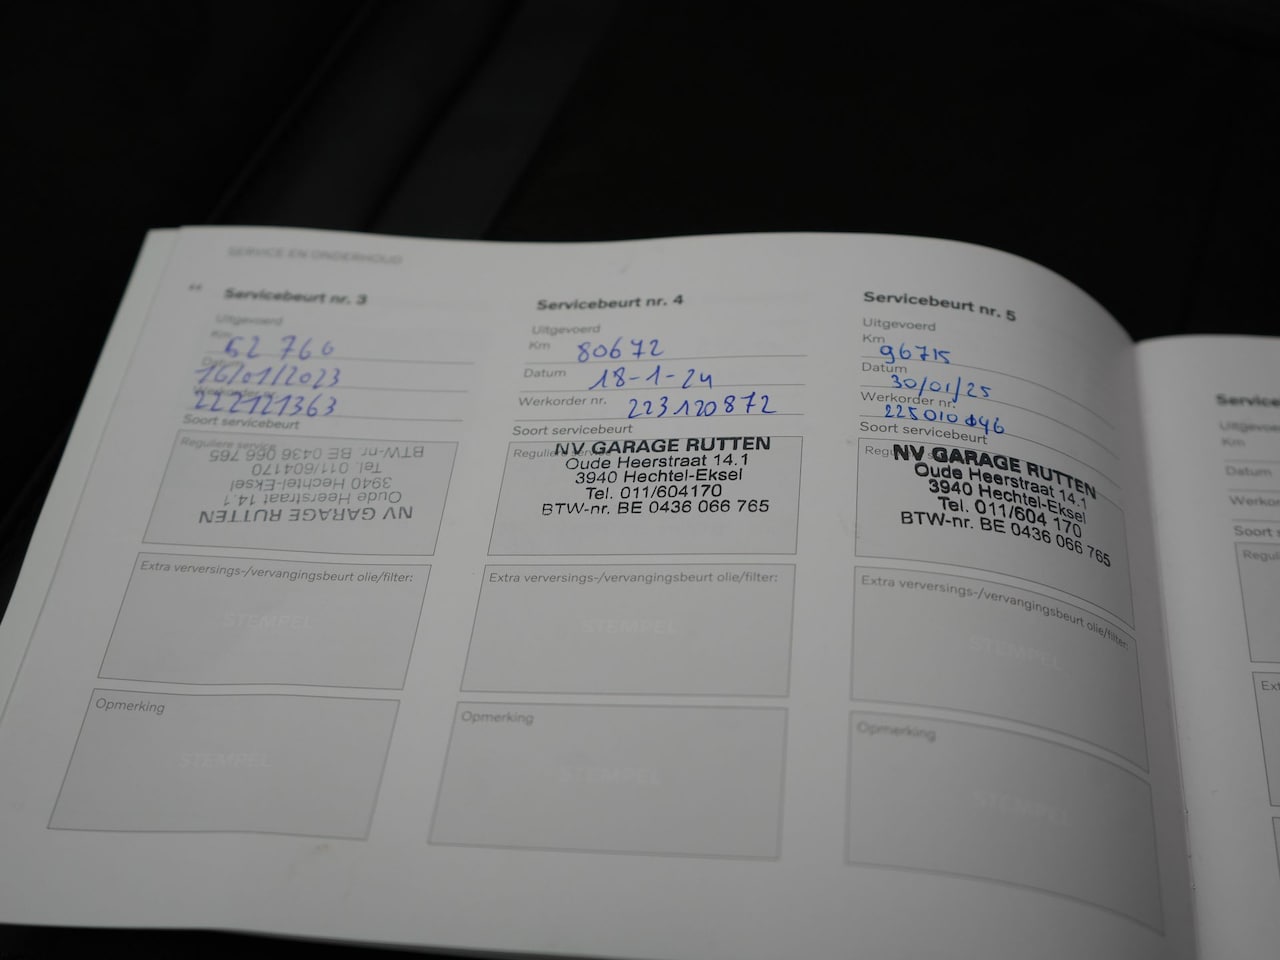 SERVICE EN ONDERHOUD
Servicebeurt nr. 3
Uitgevoerd
Km 52 766
Datum 16/01/2023
Werkorder 222121363
Soort servicebeurt
Reguliere service
NV GARAGE RUTTEN
Oude Heerstraat 14.1
3940 Hechtel-Eksel
Tel. 011/604170
BTW-nr. BE 0436 066 765
Extra verversings-/vervangingsbeurt olie/filter:
STEMPEL
Opmerking
STEMPEL
Servicebeurt nr. 4
Uitgevoerd
Km 80672
Datum 18-1-24
Werkorder nr. 223120872
Soort servicebeurt
Reguliere service
NV GARAGE RUTTEN
Oude Heerstraat 14.1
3940 Hechtel-Eksel
Tel. 011/604170
BTW-nr. BE 0436 066 765
Extra verversings-/vervangingsbeurt olie/filter:
STEMPEL
Opmerking
STEMPEL
Servicebeurt nr. 5
Uitgevoerd
Km 96715
Datum 30/01/25
Werkorder nr.
Soort servicebeurt
NV GARAGE RUTTEN
Oude Heerstraat 14.1
3940 Hechtel-Eksel
Tel. 011/604 170
BTW-nr. BE 0436 066 765
Extra verversings-/vervangingsbeurt olie/filter:
STEMPEL
Opmerking
STEMPEL
Km
Datum
Soort